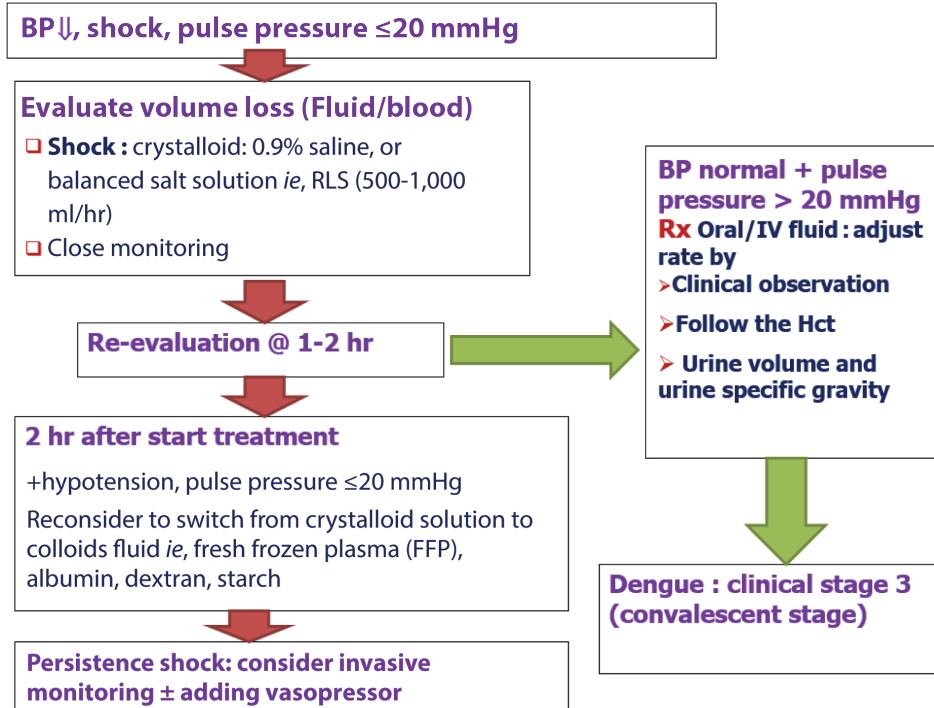 BP⇓, shock, pulse pressure ≤20 mmHg
Evaluate volume loss (Fluid/blood)
❑ Shock : crystalloid: 0.9% saline, or
balanced salt solution ie, RLS (500-1,000
ml/hr)
❑ Close monitoring
Re-evaluation @ 1-2 hr
2 hr after start treatment
+hypotension, pulse pressure ≤20 mmHg
Reconsider to switch from crystalloid solution to
colloids fluid ie, fresh frozen plasma (FFP),
albumin, dextran, starch
Persistence shock: consider invasive
monitoring ± adding vasopressor
BP normal + pulse
pressure > 20 mmHg
Rx Oral/IV fluid : adjust
rate by
➢Clinical observation
➢Follow the Hct
➢ Urine volume and
urine specific gravity
Dengue : clinical stage 3
(convalescent stage)